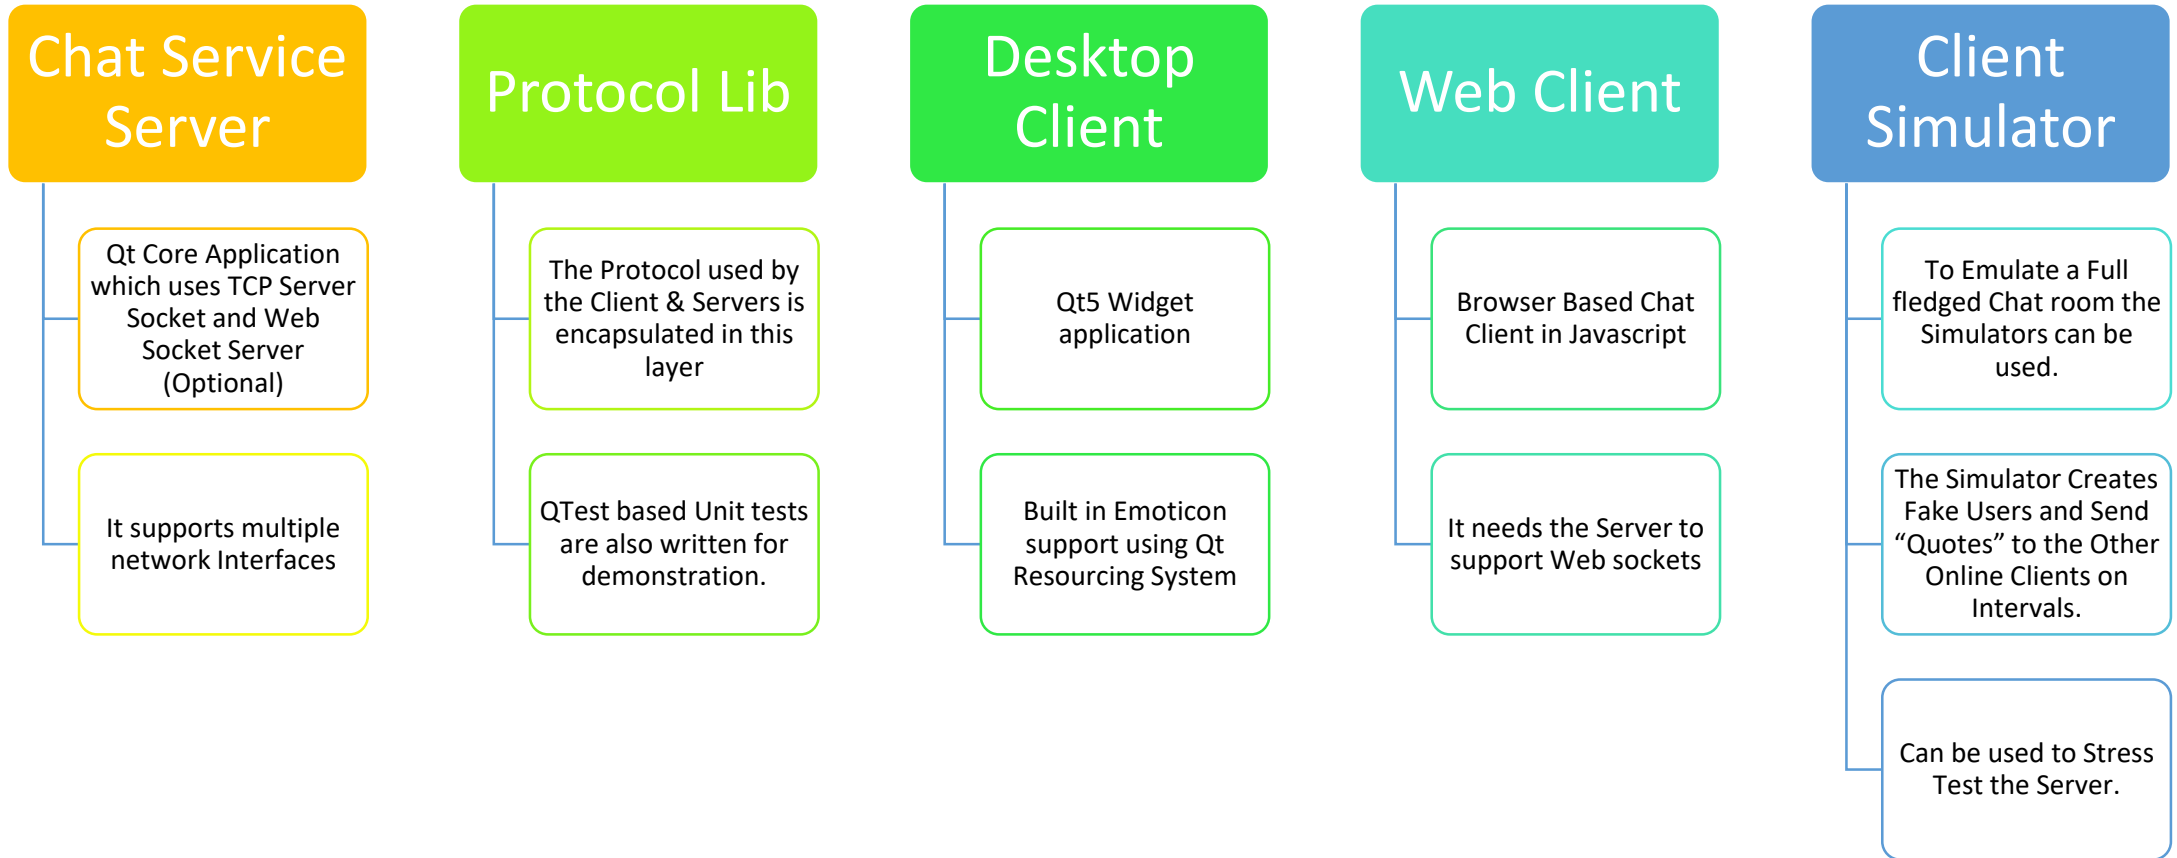 Chat Service
Server
Qt Core Application
which uses TCP Server
Socket and Web
Socket Server
(Optional)
It supports multiple
network Interfaces
Protocol Lib
The Protocol used by
the Client & Servers is
encapsulated in this
layer
QTest based Unit tests
are also written for
demonstration.
Desktop
Client
Qt5 Widget
application
Built in Emoticon
support using Qt
Resourcing System
Web Client
Browser Based Chat
Client in Javascript
It needs the Server to
support Web sockets
Client
Simulator
To Emulate a Full
fledged Chat room the
Simulators can be
used.
The Simulator Creates
Fake Users and Send
“Quotes” to the Other
Online Clients on
Intervals.
Can be used to Stress
Test the Server.